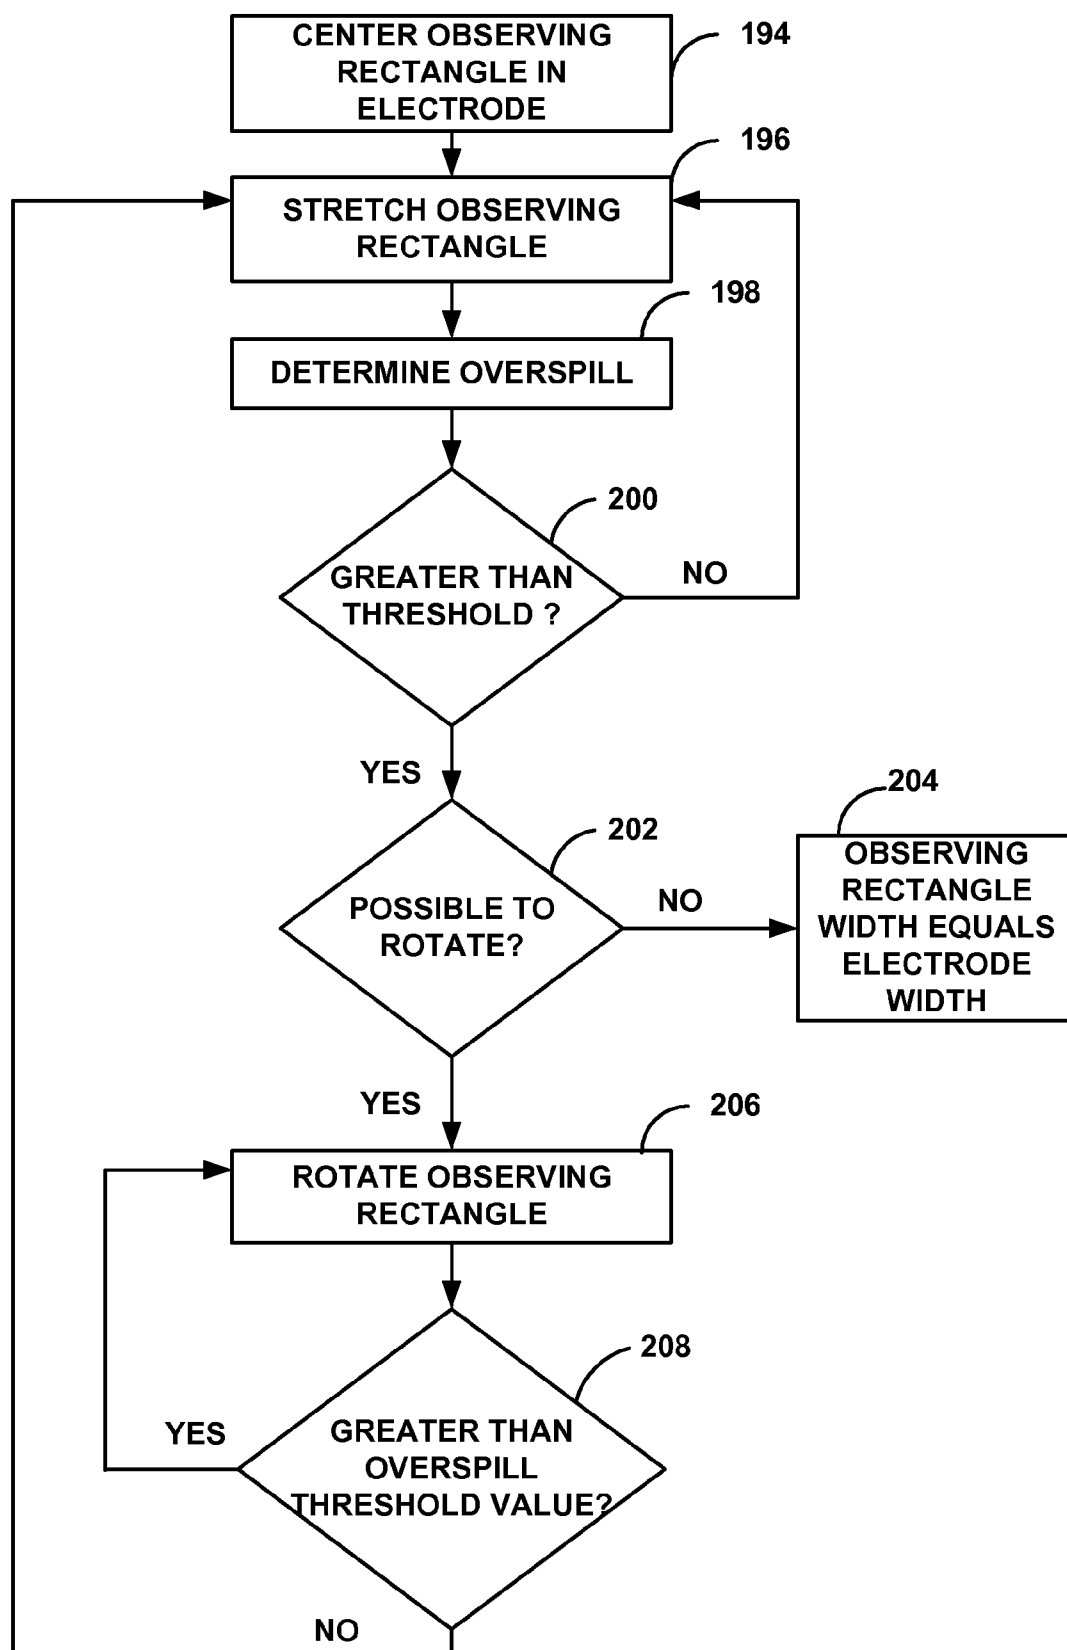 CENTER OBSERVING
RECTANGLE IN
ELECTRODE
194
196
STRETCH OBSERVING
RECTANGLE
198
DETERMINE OVERSPILL
200
GREATER THAN
THRESHOLD ?
NO
YES
202
204
POSSIBLE TO
ROTATE?
NO
OBSERVING
RECTANGLE
WIDTH EQUALS
ELECTRODE
WIDTH
YES
206
ROTATE OBSERVING
RECTANGLE
208
YES
GREATER THAN
OVERSPILL
THRESHOLD VALUE?
NO